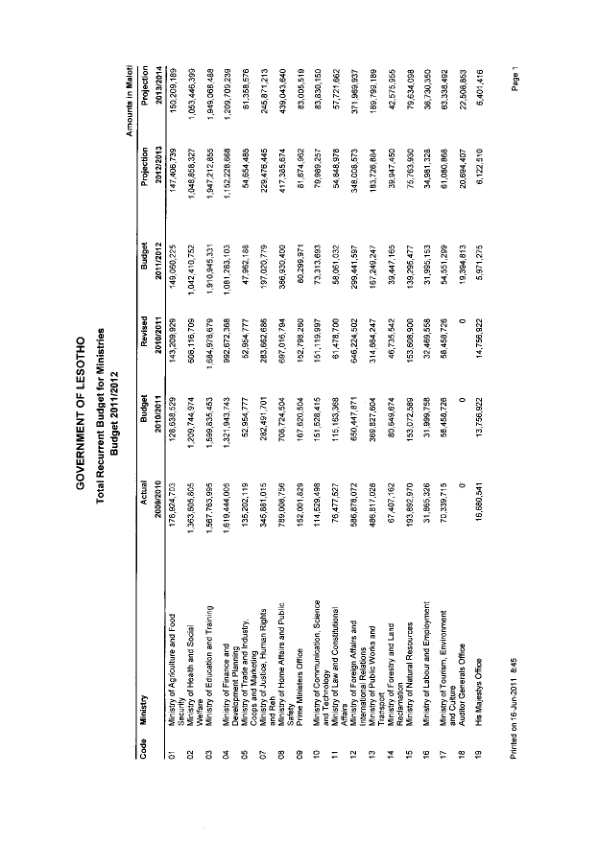 GOVERNMENT OF LESOTHO
Total Recurrent Budget for Ministries
Budget 2011/2012
Amounts in Maloti
Code Ministry Actual Budget Revised Budget Projection Projection
2009/2010 2010/2011 2010/2011 2011/2012 2012/2013 2013/2014
01 Ministry of Agriculture and Food 176,924,703 128,638,529 143,209,929 149,060,225 147,406,739 150,209,189
Security
02 Ministry of Health and Social 1,363,605,605 1,209,744,974 606,116,709 1,042,410,752 1,048,858,327 1,053,446,399
Welfare
03 Ministry of Education and Training 1,567,763,995 1,599,635,453 1,684,978,679 1,910,945,331 1,947,212,855 1,949,068,488
04 Ministry of Finance and 1,619,444,005 1,321,943,743 992,672,368 1,081,283,103 1,152,228,668 1,209,709,239
Development Planning
05 Ministry of Trade and Industry, 135,202,119 52,954,777 52,954,777 47,962,188 54,654,485 61,358,576
Coops and Marketing
07 Ministry of Justice, Human Rights 345,681,015 282,491,701 283,662,686 197,020,779 229,476,445 245,871,213
and Reh
08 Ministry of Home Affairs and Public 789,008,756 706,724,504 697,016,794 386,930,400 417,385,674 439,043,640
Safety
09 Prime Ministers Office 152,001,829 167,620,504 152,798,260 80,299,971 81,674,962 83,005,519
10 Ministry of Communication, Science 114,529,498 151,528,415 151,119,997 73,313,693 79,989,257 83,830,150
and Technology
11 Ministry of Law and Constitutional 76,477,527 115,163,368 61,478,700 58,061,032 54,848,978 57,721,662
Affairs
12 Ministry of Foreign Affairs and 586,878,072 650,447,871 646,224,502 299,441,597 348,008,573 371,969,937
International Relations
13 Ministry of Public Works and 486,817,028 369,827,604 314,864,247 167,249,247 183,726,864 189,799,189
Transport
14 Ministry of Forestry and Land 67,407,162 80,649,674 46,735,542 39,447,165 39,947,450 42,575,955
Reclamation
15 Ministry of Natural Resources 193,892,970 153,072,589 153,808,900 139,295,477 75,763,930 79,634,098
16 Ministry of Labour and Employment 31,865,326 31,999,758 32,469,558 31,995,153 34,981,328 36,730,350
17 Ministry of Tourism, Environment 70,339,715 58,458,726 58,458,726 54,551,299 61,080,868 63,338,492
and Culture
18 Auditor Generals Office 0 0 0 19,394,813 20,694,407 22,508,853
19 His Majestys Office 16,680,541 13,756,922 14,756,922 5,971,275 6,122,510 6,401,416
Printed on 16-Jun-2011 8:45 Page 1